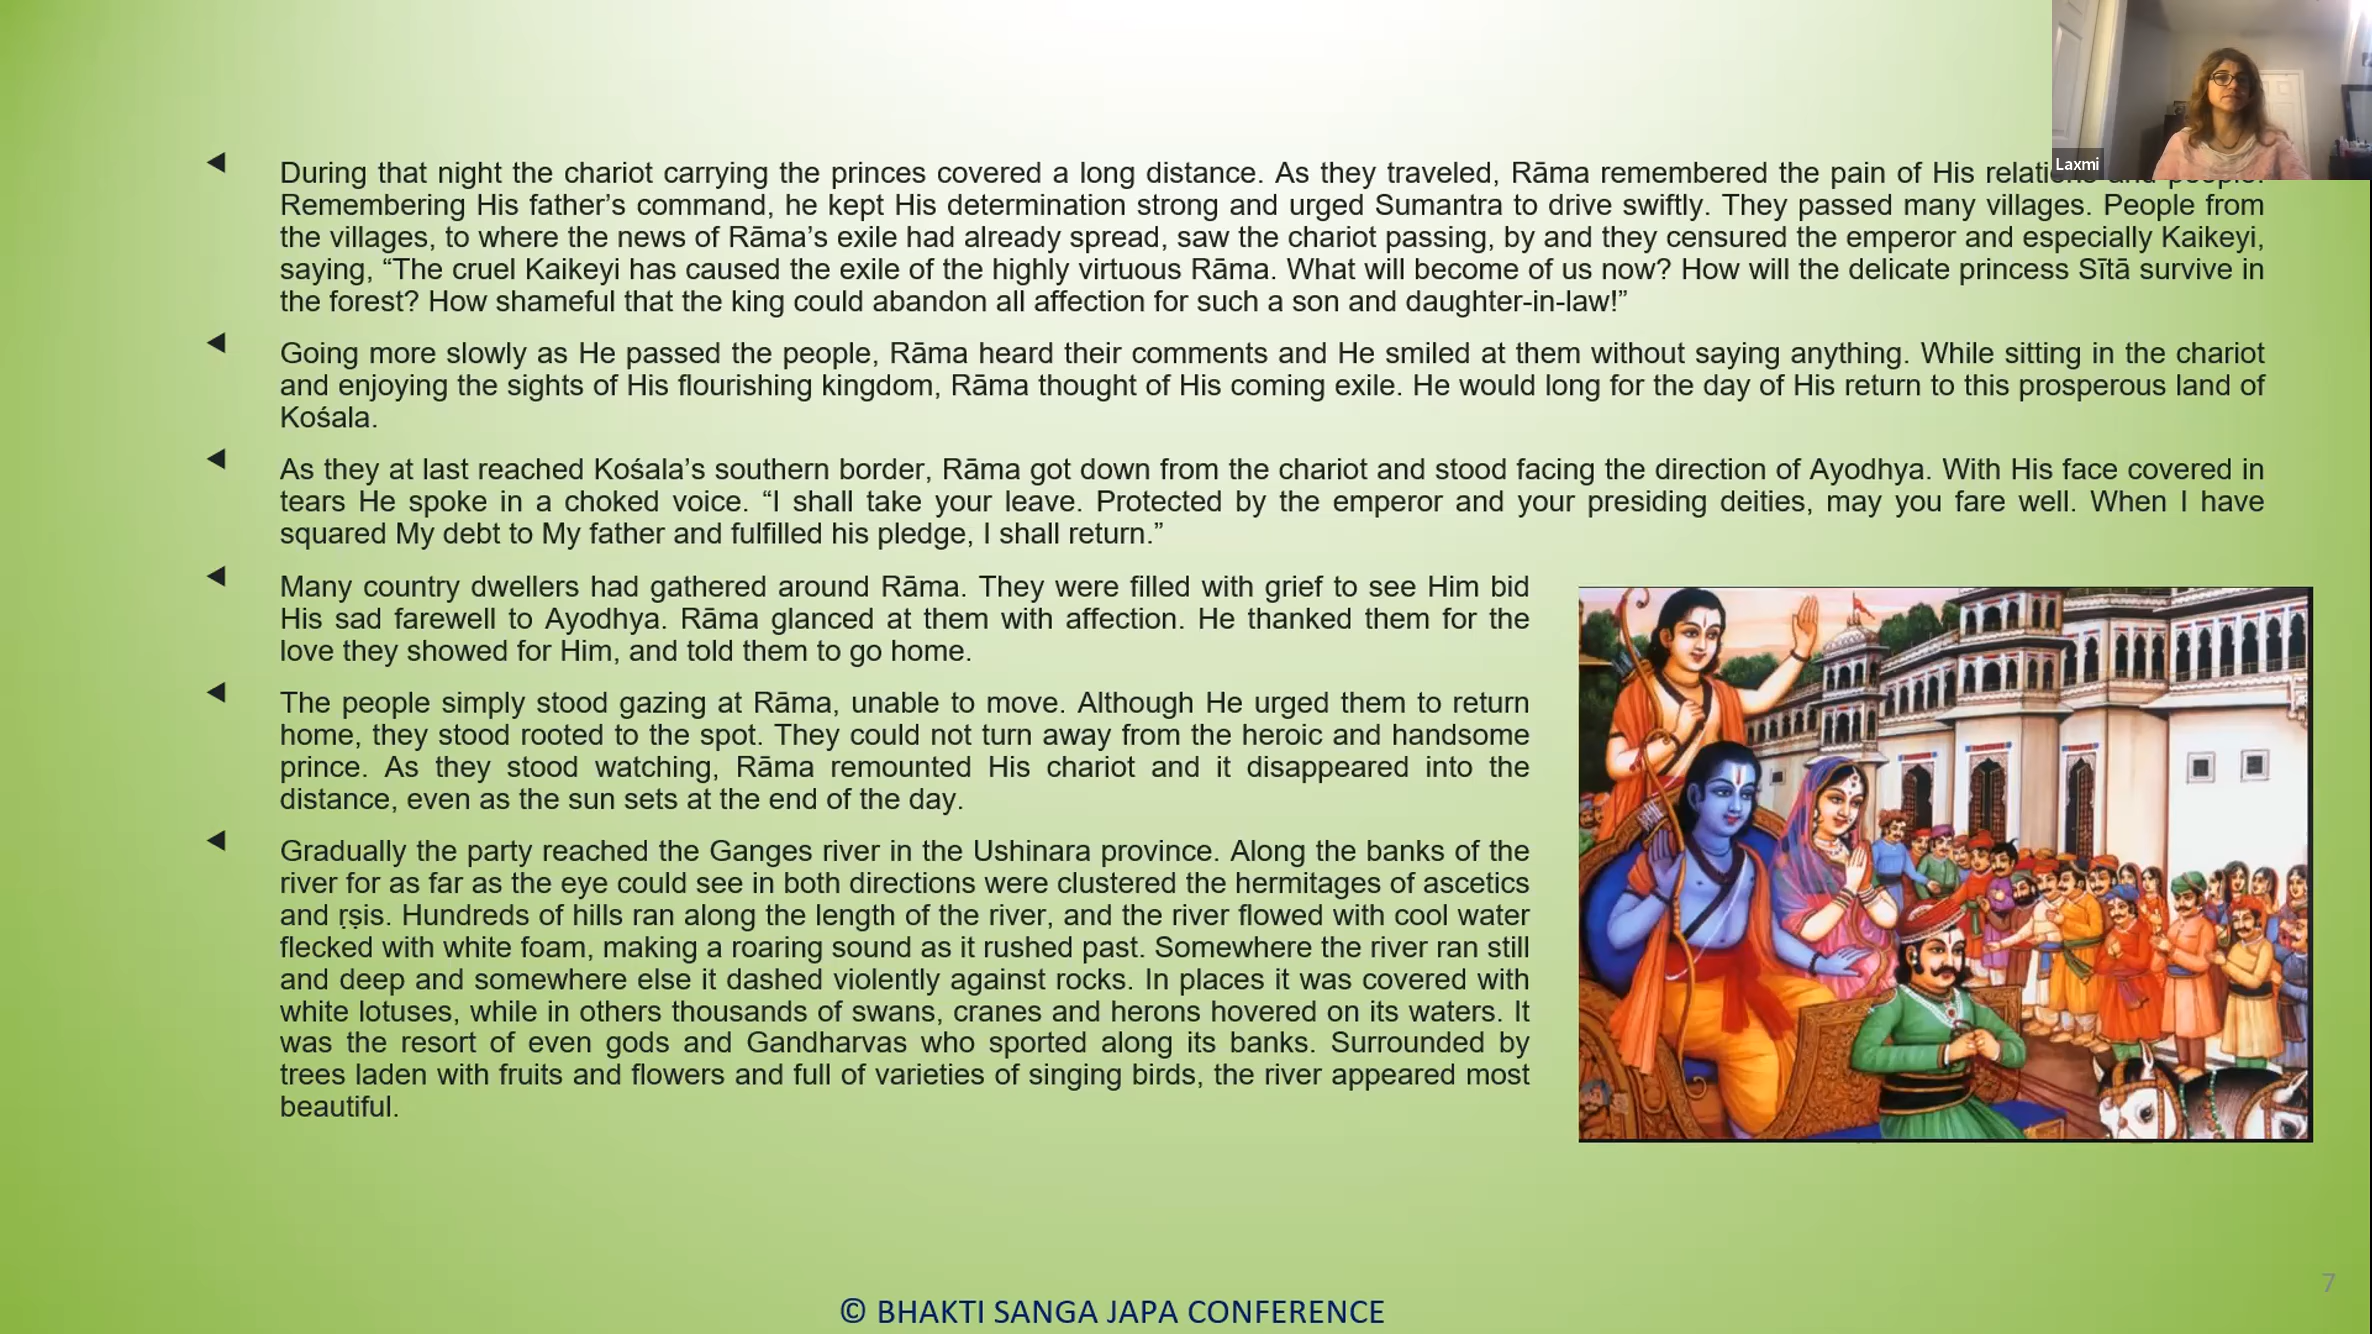 Laxmi
During that night the chariot carrying the princes covered a long distance. As they traveled, Rāma remembered the pain of His relations and people.
Remembering His father’s command, he kept His determination strong and urged Sumantra to drive swiftly. They passed many villages. People from
the villages, to where the news of Rāma’s exile had already spread, saw the chariot passing, by and they censured the emperor and especially Kaikeyi,
saying, “The cruel Kaikeyi has caused the exile of the highly virtuous Rāma. What will become of us now? How will the delicate princess Sītā survive in
the forest? How shameful that the king could abandon all affection for such a son and daughter-in-law!”
Going more slowly as He passed the people, Rāma heard their comments and He smiled at them without saying anything. While sitting in the chariot
and enjoying the sights of His flourishing kingdom, Rāma thought of His coming exile. He would long for the day of His return to this prosperous land of
Kośala.
As they at last reached Kośala’s southern border, Rāma got down from the chariot and stood facing the direction of Ayodhya. With His face covered in
tears He spoke in a choked voice. “I shall take your leave. Protected by the emperor and your presiding deities, may you fare well. When I have
squared My debt to My father and fulfilled his pledge, I shall return.”
Many country dwellers had gathered around Rāma. They were filled with grief to see Him bid
His sad farewell to Ayodhya. Rāma glanced at them with affection. He thanked them for the
love they showed for Him, and told them to go home.
The people simply stood gazing at Rāma, unable to move. Although He urged them to return
home, they stood rooted to the spot. They could not turn away from the heroic and handsome
prince. As they stood watching, Rāma remounted His chariot and it disappeared into the
distance, even as the sun sets at the end of the day.
Gradually the party reached the Ganges river in the Ushinara province. Along the banks of the
river for as far as the eye could see in both directions were clustered the hermitages of ascetics
and ṛṣis. Hundreds of hills ran along the length of the river, and the river flowed with cool water
flecked with white foam, making a roaring sound as it rushed past. Somewhere the river ran still
and deep and somewhere else it dashed violently against rocks. In places it was covered with
white lotuses, while in others thousands of swans, cranes and herons hovered on its waters. It
was the resort of even gods and Gandharvas who sported along its banks. Surrounded by
trees laden with fruits and flowers and full of varieties of singing birds, the river appeared most
beautiful.
7
© BHAKTI SANGA JAPA CONFERENCE